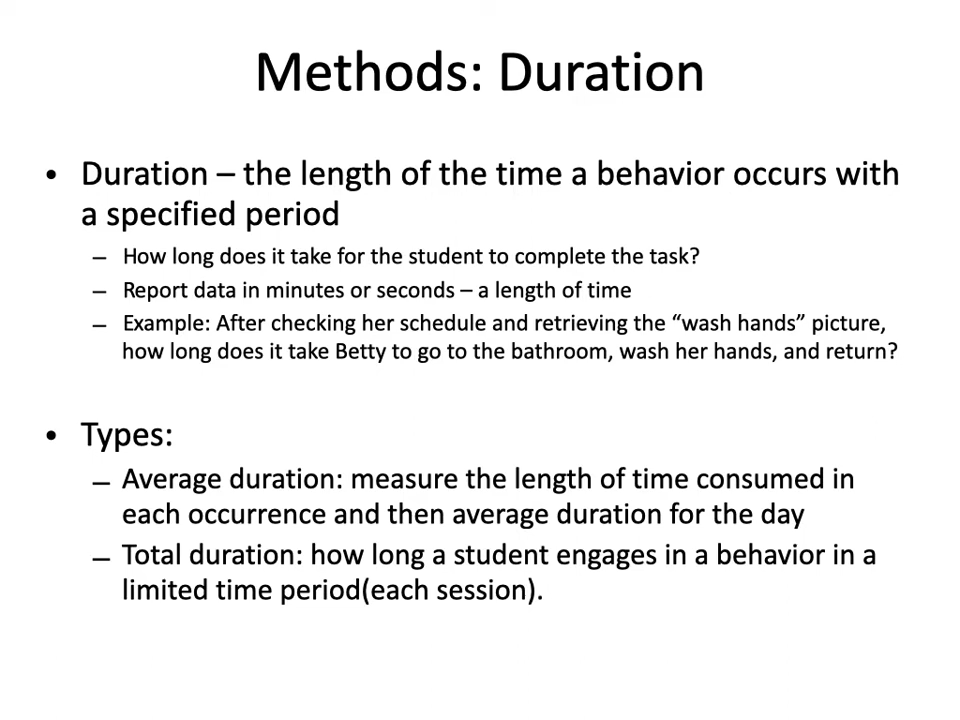 Methods: Duration
• Duration – the length of the time a behavior occurs with
a specified period
– How long does it take for the student to complete the task?
– Report data in minutes or seconds – a length of time
– Example: After checking her schedule and retrieving the “wash hands” picture,
how long does it take Betty to go to the bathroom, wash her hands, and return?
• Types:
– Average duration: measure the length of time consumed in
each occurrence and then average duration for the day
– Total duration: how long a student engages in a behavior in a
limited time period(each session).